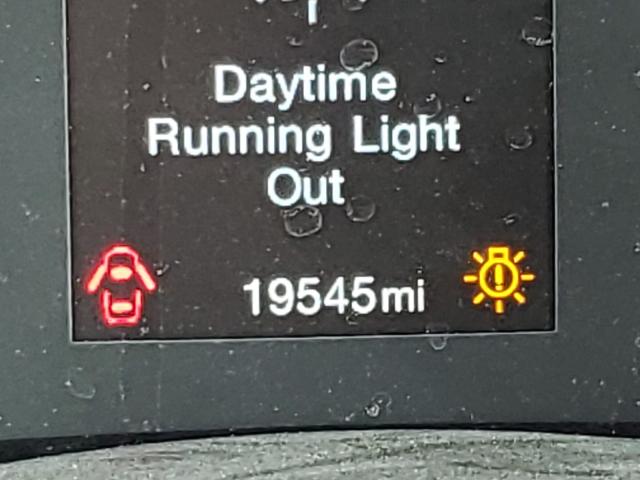 Daytime
Running Light
Out
19545mi